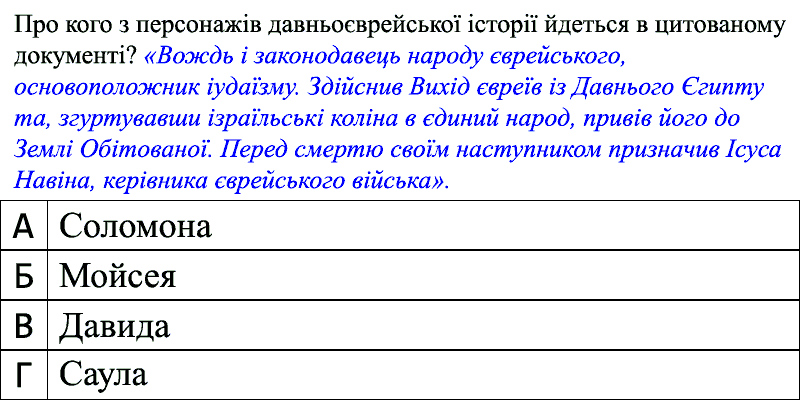 Про кого з персонажів давньоєврейської історії йдеться в цитованому
документі? «Вождь і законодавець народу єврейського,
основоположник іудаїзму. Здійснив Вихід євреїв із Давнього Єгипту
та, згуртувавши ізраїльські коліна в єдиний народ, привів його до
Землі Обітованої. Перед смертю своїм наступником призначив Ісуса
Навіна, керівника єврейського війська».
А Соломона
Б Мойсея
В Давида
Г Саула